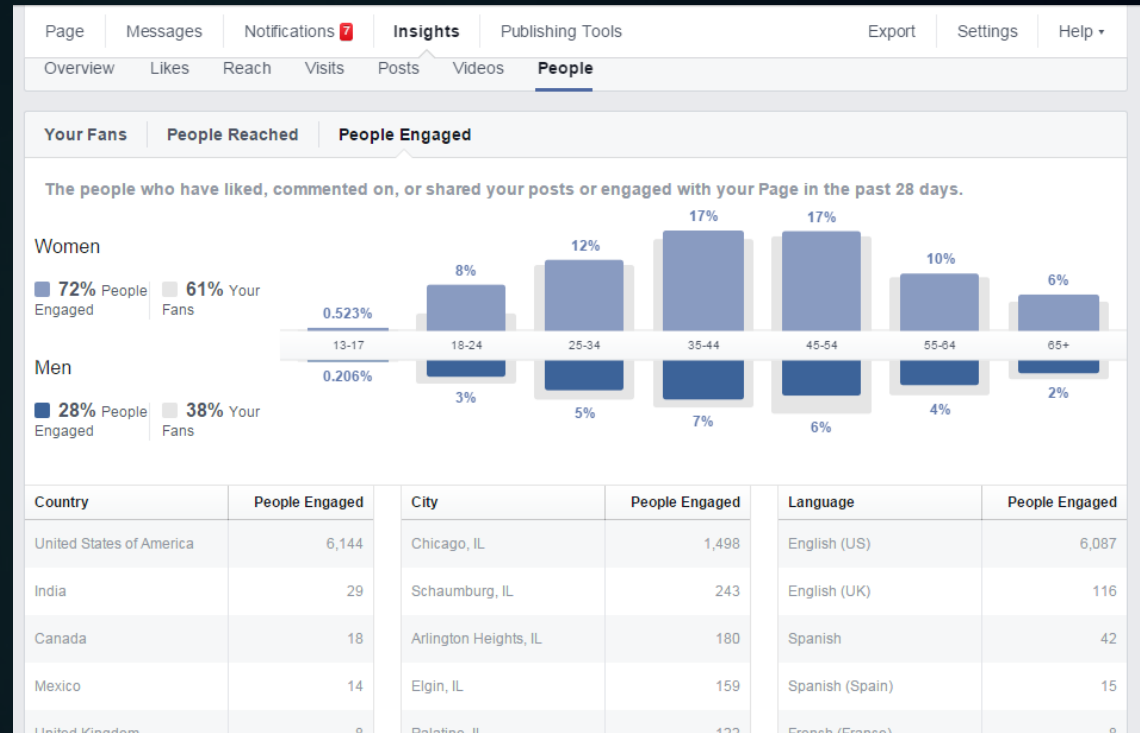 Page Messages Notifications 7 Insights Publishing Tools Export Settings Help
Overview Likes Reach Visits Posts Videos People
Your Fans People Reached People Engaged
The people who have liked, commented on, or shared your posts or engaged with your Page in the past 28 days.
17% 17%
12%
10%
8%
6%
0.523%
Women
72% People Engaged
61% Your Fans
13-17 18-24 25-34 35-44 45-54 55-64 65+
Men
28% People Engaged
38% Your Fans
0.206%
3%
5%
7%
6%
4%
2%
Country People Engaged City People Engaged Language People Engaged
United States of America 6,144 Chicago, IL 1,498 English (US) 6,087
India 29 Schaumburg, IL 243 English (UK) 116
Canada 18 Arlington Heights, IL 180 Spanish 42
Mexico 14 Elgin, IL 159 Spanish (Spain) 15
United Kingdom Palatine, IL French (France)